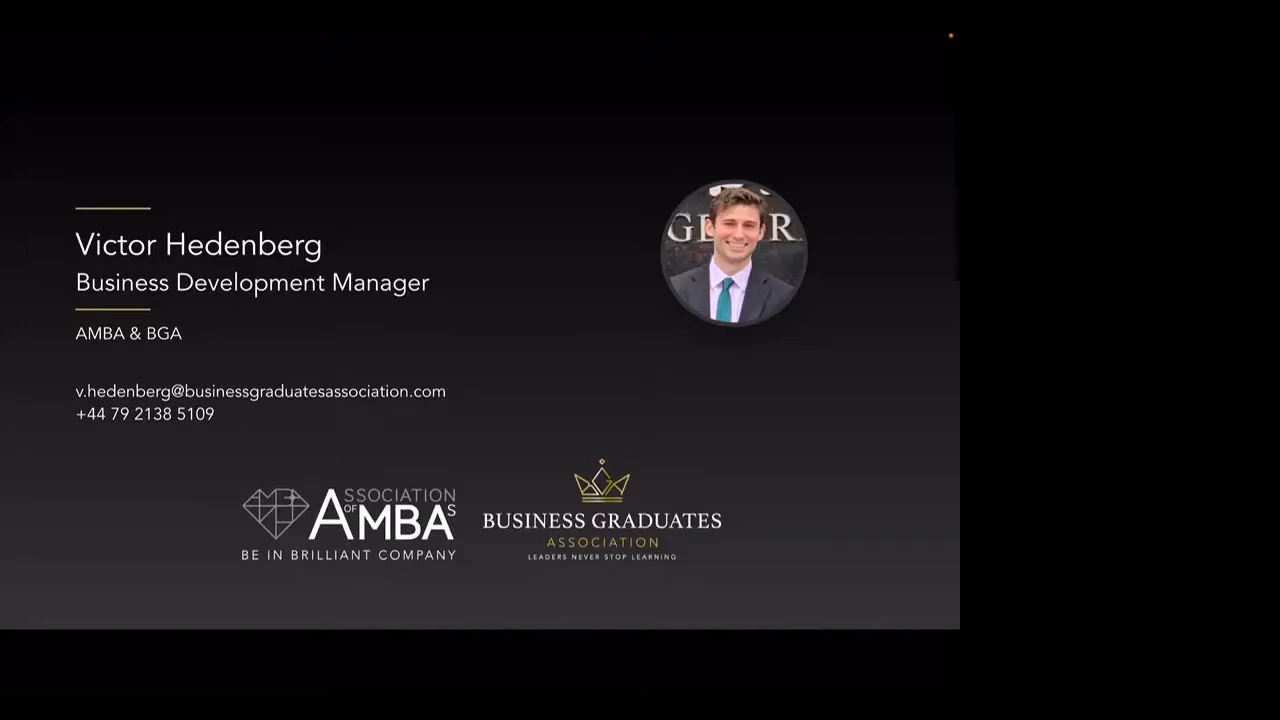 Victor Hedenberg
Business Development Manager
AMBA & BGA
v.hedenberg@businessgraduatesassociation.com
+44 79 2138 5109
ASSOCIATION
OF MBAS
BE IN BRILLIANT COMPANY
BUSINESS GRADUATES
ASSOCIATION
LEADERS NEVER STOP LEARNING